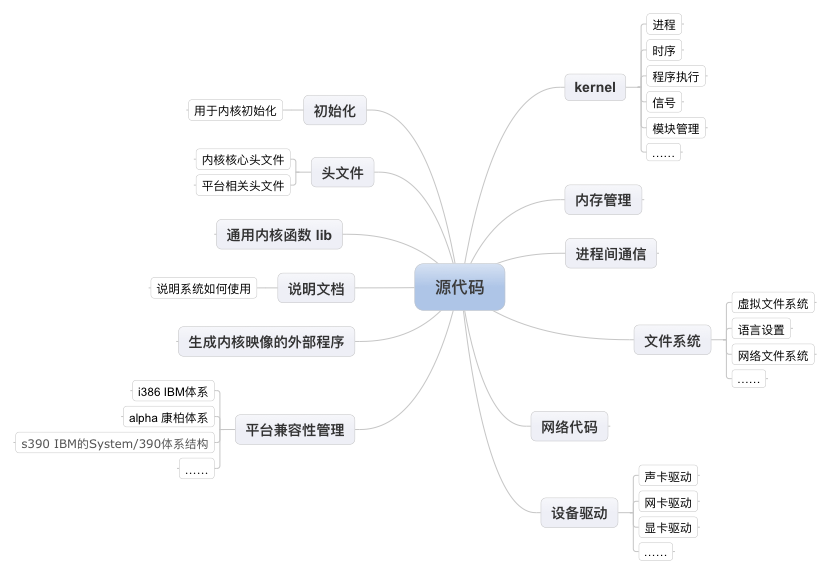 源代码
kernel
进程
时序
程序执行
信号
模块管理
……
内存管理
进程间通信
文件系统
虚拟文件系统
语言设置
网络文件系统
……
网络代码
设备驱动
声卡驱动
网卡驱动
显卡驱动
……
初始化
用于内核初始化
头文件
内核核心头文件
平台相关头文件
通用内核函数 lib
说明文档
说明系统如何使用
生成内核映像的外部程序
平台兼容性管理
i386 IBM体系
alpha 康柏体系
s390 IBM的System/390体系结构
……